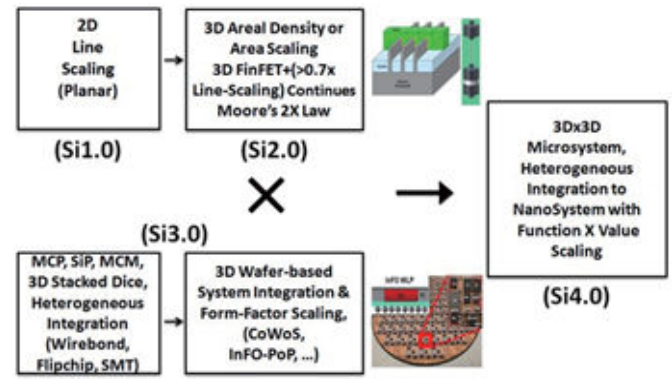 2D
Line
Scaling
(Planar)
(Si1.0)
3D Areal Density or
Area Scaling
3D FinFET+(>0.7x
Line-Scaling) Continues
Moore's 2X Law
(Si2.0)
(Si3.0)
MCP, SiP, MCM,
3D Stacked Dice,
Heterogeneous
Integration
(Wirebond,
Flipchip, SMT)
3D Wafer-based
System Integration &
Form-Factor Scaling,
(CoWoS,
InFO-PoP, ...)
InFO WLP
3Dx3D
Microsystem,
Heterogeneous
Integration to
NanoSystem with
Function X Value
Scaling
(Si4.0)